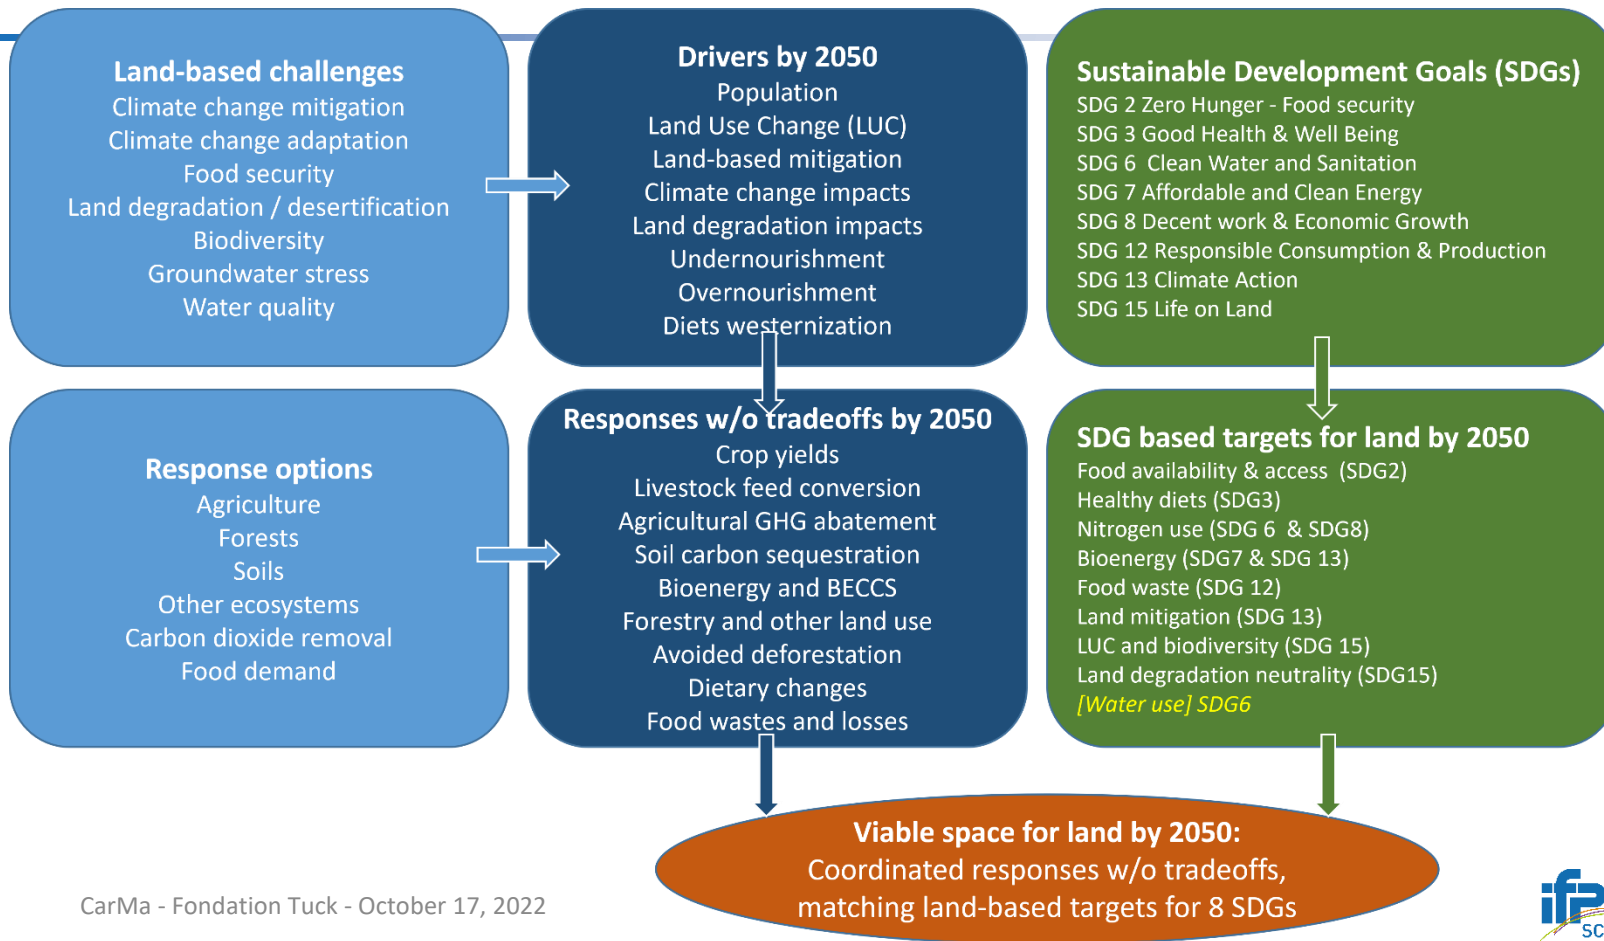 Land-based challenges
Climate change mitigation
Climate change adaptation
Food security
Land degradation / desertification
Biodiversity
Groundwater stress
Water quality
Drivers by 2050
Population
Land Use Change (LUC)
Land-based mitigation
Climate change impacts
Land degradation impacts
Undernourishment
Overnourishment
Diets westernization
Sustainable Development Goals (SDGs)
SDG 2 Zero Hunger - Food security
SDG 3 Good Health & Well Being
SDG 6  Clean Water and Sanitation
SDG 7 Affordable and Clean Energy
SDG 8 Decent work & Economic Growth
SDG 12 Responsible Consumption & Production
SDG 13 Climate Action
SDG 15 Life on Land
Response options
Agriculture
Forests
Soils
Other ecosystems
Carbon dioxide removal
Food demand
Responses w/o tradeoffs by 2050
Crop yields
Livestock feed conversion
Agricultural GHG abatement
Soil carbon sequestration
Bioenergy and BECCS
Forestry and other land use
Avoided deforestation
Dietary changes
Food wastes and losses
SDG based targets for land by 2050
Food availability & access  (SDG2)
Healthy diets (SDG3)
Nitrogen use (SDG 6  & SDG8)
Bioenergy (SDG7 & SDG 13)
Food waste (SDG 12)
Land mitigation (SDG 13)
LUC and biodiversity (SDG 15)
Land degradation neutrality (SDG15)
[Water use] SDG6
Viable space for land by 2050:
Coordinated responses w/o tradeoffs,
matching land-based targets for 8 SDGs
CarMa - Fondation Tuck - October 17, 2022